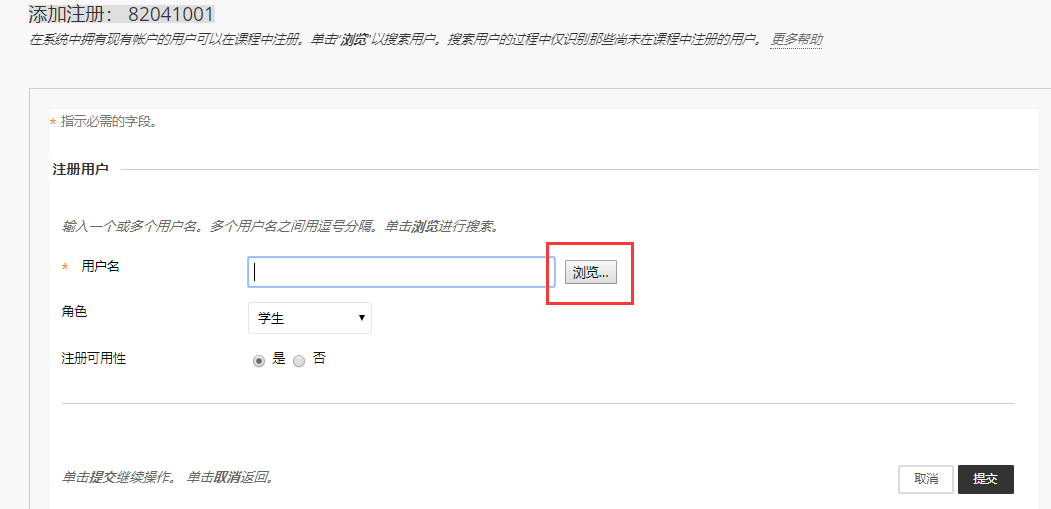 添加注册： 82041001
在系统中拥有现有帐户的用户可以在课程中注册。单击“浏览”以搜索用户。搜索用户的过程中仅识别那些尚未在课程中注册的用户。 更多帮助
* 指示必需的字段。
注册用户
输入一个或多个用户名。多个用户名之间用逗号分隔。单击浏览进行搜索。
* 用户名 浏览...
角色 学生
注册可用性 是 否
单击提交继续操作。 单击取消返回。 取消 提交